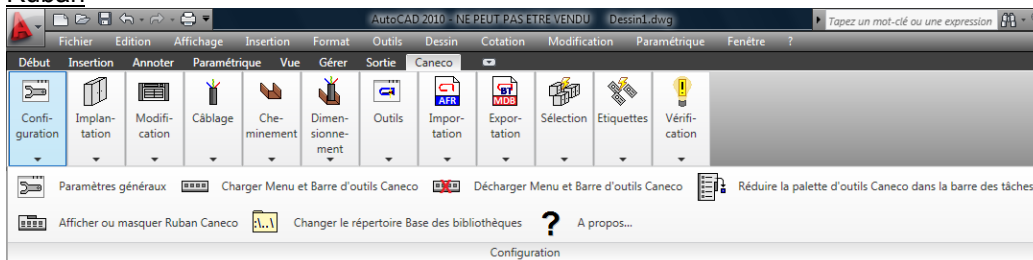 Ruban
AutoCAD 2010 - NE PEUT PAS ETRE VENDU Dessin1.dwg Tapez un mot-clé ou une expression
Fichier Edition Affichage Insertion Format Outils Dessin Cotation Modification Paramétrique Fenêtre ?
Début Insertion Annoter Paramétrique Vue Gérer Sortie Caneco
AFR BT
MDB
Confi- Implan- Modifi- Câblage Che- Dimen- Outils Impor- Expor- Sélection Etiquettes Vérifi-
guration tation cation minement sionne- tation tation cation
ment
Paramètres généraux Charger Menu et Barre d'outils Caneco Décharger Menu et Barre d'outils Caneco Réduire la palette d'outils Caneco dans la barre des tâches
Afficher ou masquer Ruban Caneco :\..\ Changer le répertoire Base des bibliothèques ? A propos...
Configuration